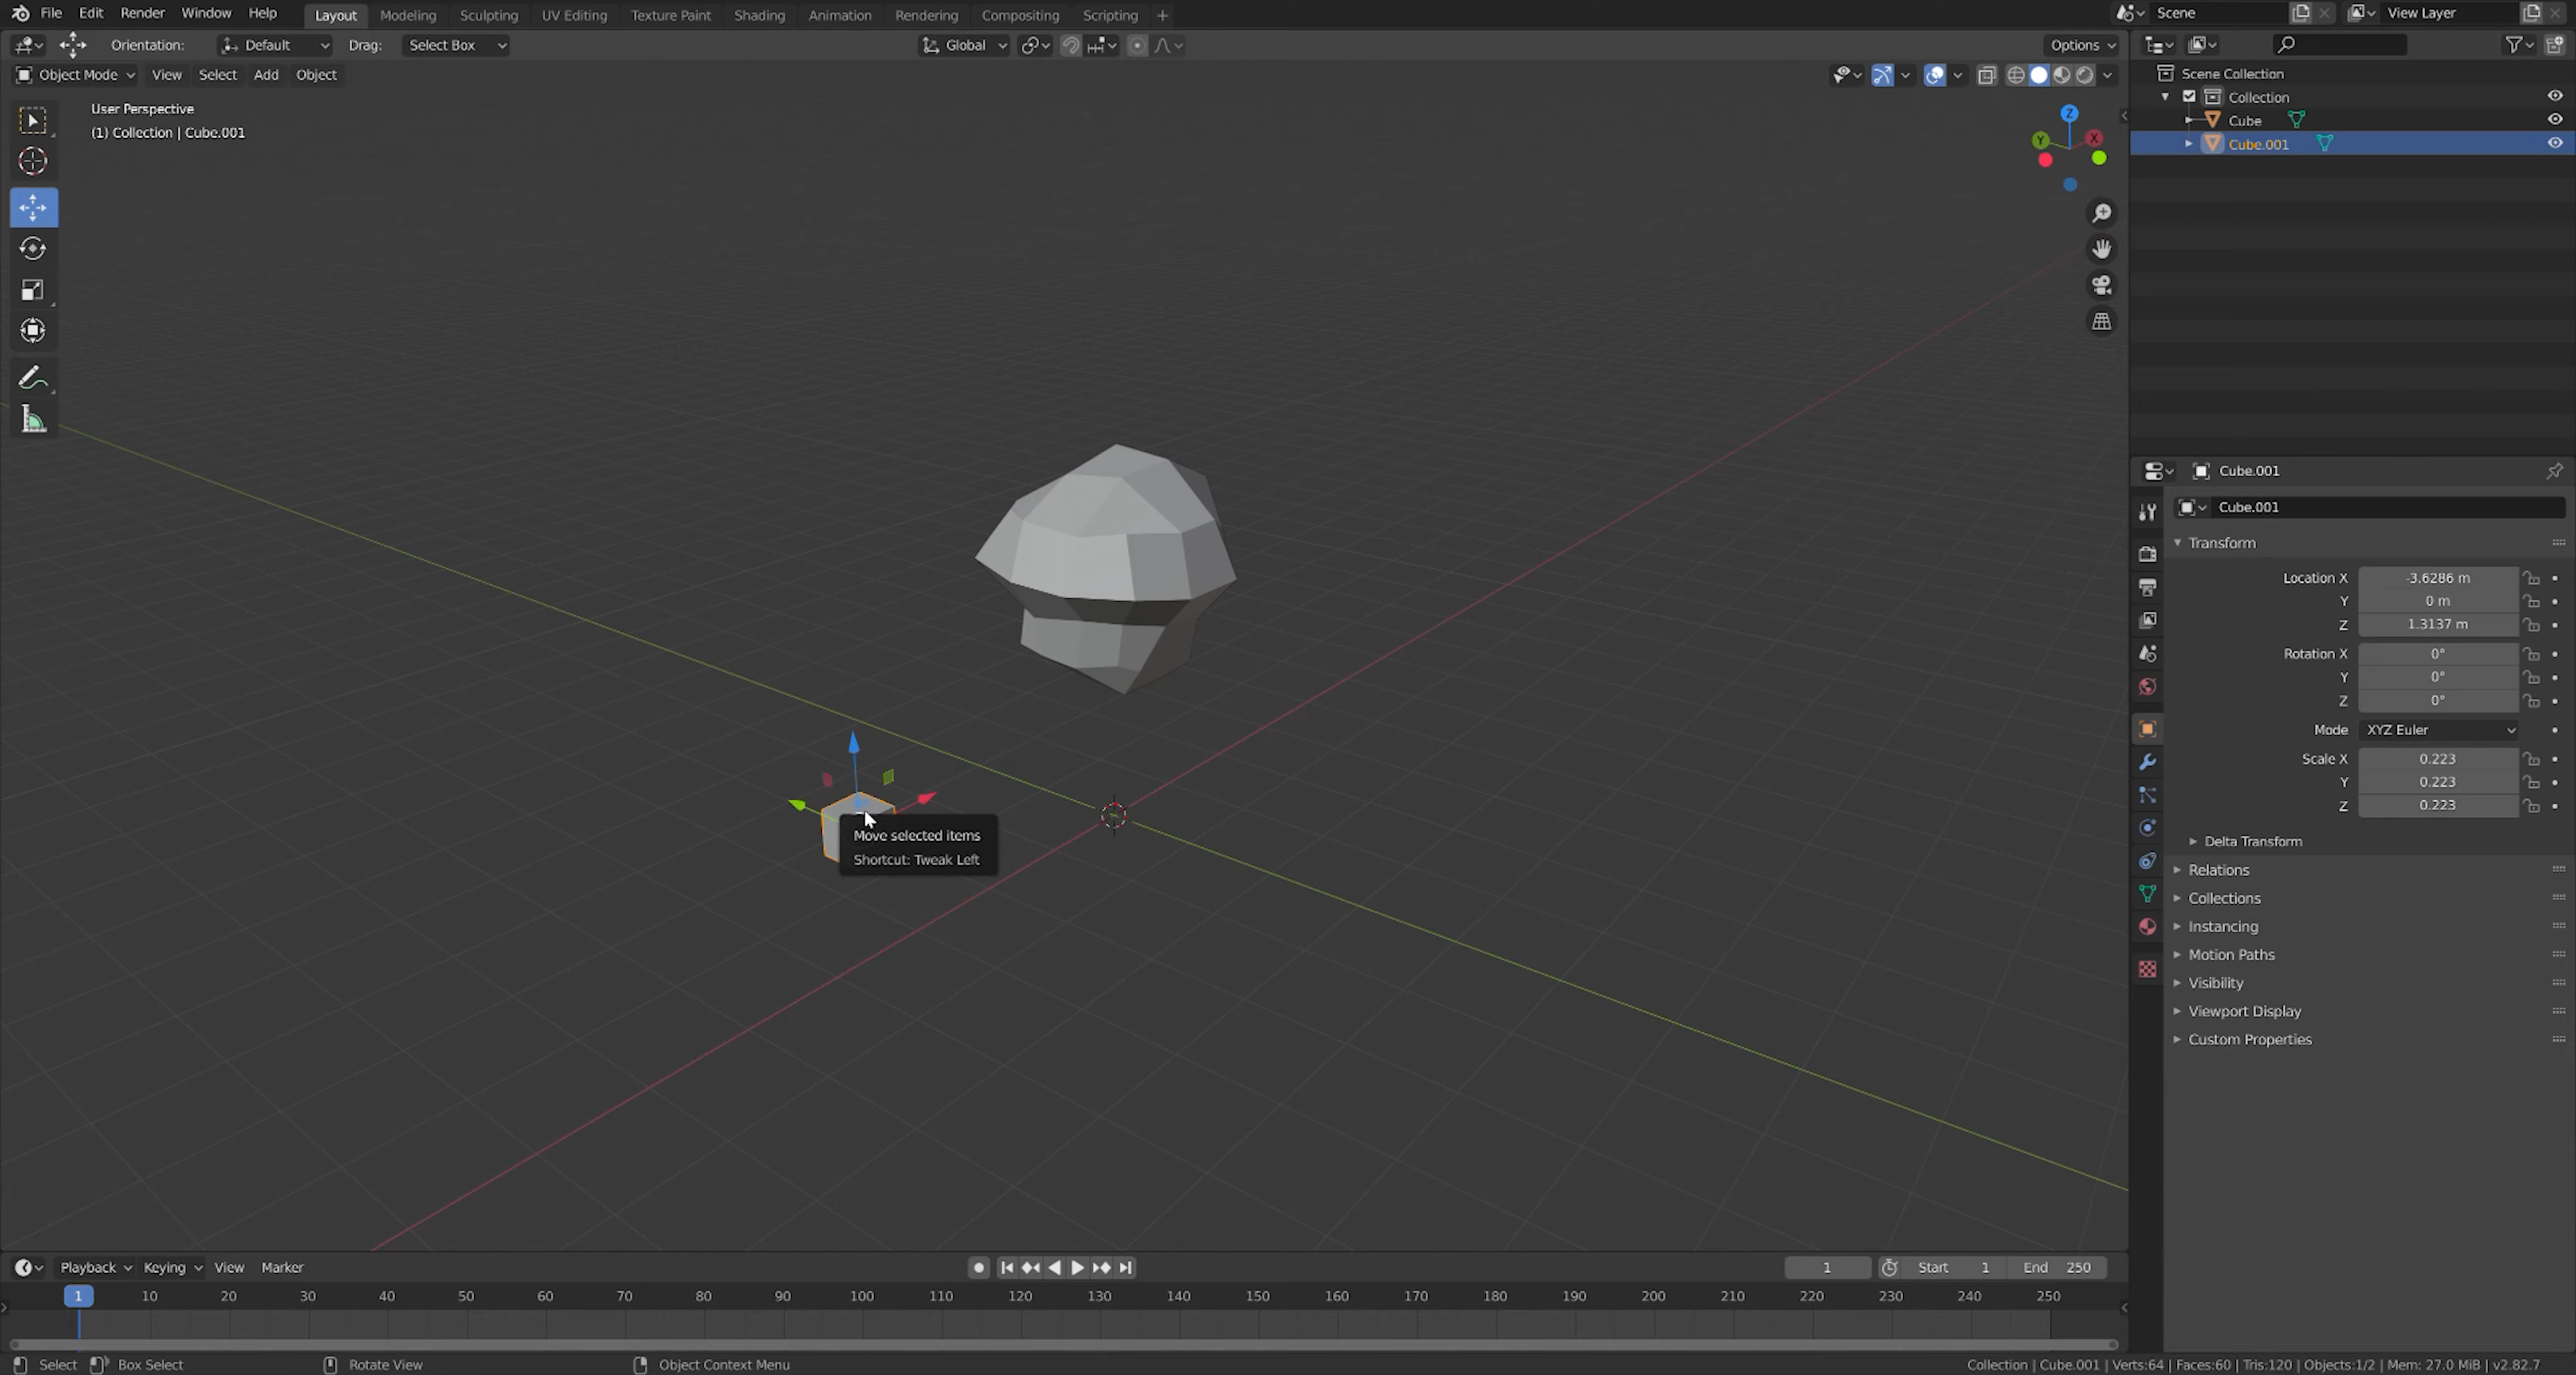 File Edit Render Window Help Layout Modeling Sculpting UV Editing Texture Paint Shading Animation Rendering Compositing Scripting + Scene View Layer
Orientation: Default Drag: Select Box Global Options
Object Mode View Select Add Object
User Perspective
(1) Collection | Cube.001
Z
Y
X
Scene Collection
Collection
Cube
Cube.001
Cube.001
Cube.001
Transform
Location X -3.6286 m
Y 0 m
Z 1.3137 m
Rotation X 0°
Y 0°
Z 0°
Mode XYZ Euler
Scale X 0.223
Y 0.223
Z 0.223
Delta Transform
Relations
Collections
Instancing
Motion Paths
Visibility
Viewport Display
Custom Properties
Move selected items
Shortcut: Tweak Left
Playback Keying View Marker 1 Start 1 End 250
1 10 20 30 40 50 60 70 80 90 100 110 120 130 140 150 160 170 180 190 200 210 220 230 240 250
Select Box Select Rotate View Object Context Menu Collection | Cube.001 | Verts:64 | Faces:60 | Tris:120 | Objects:1/2 | Mem: 27.0 MiB | v2.82.7